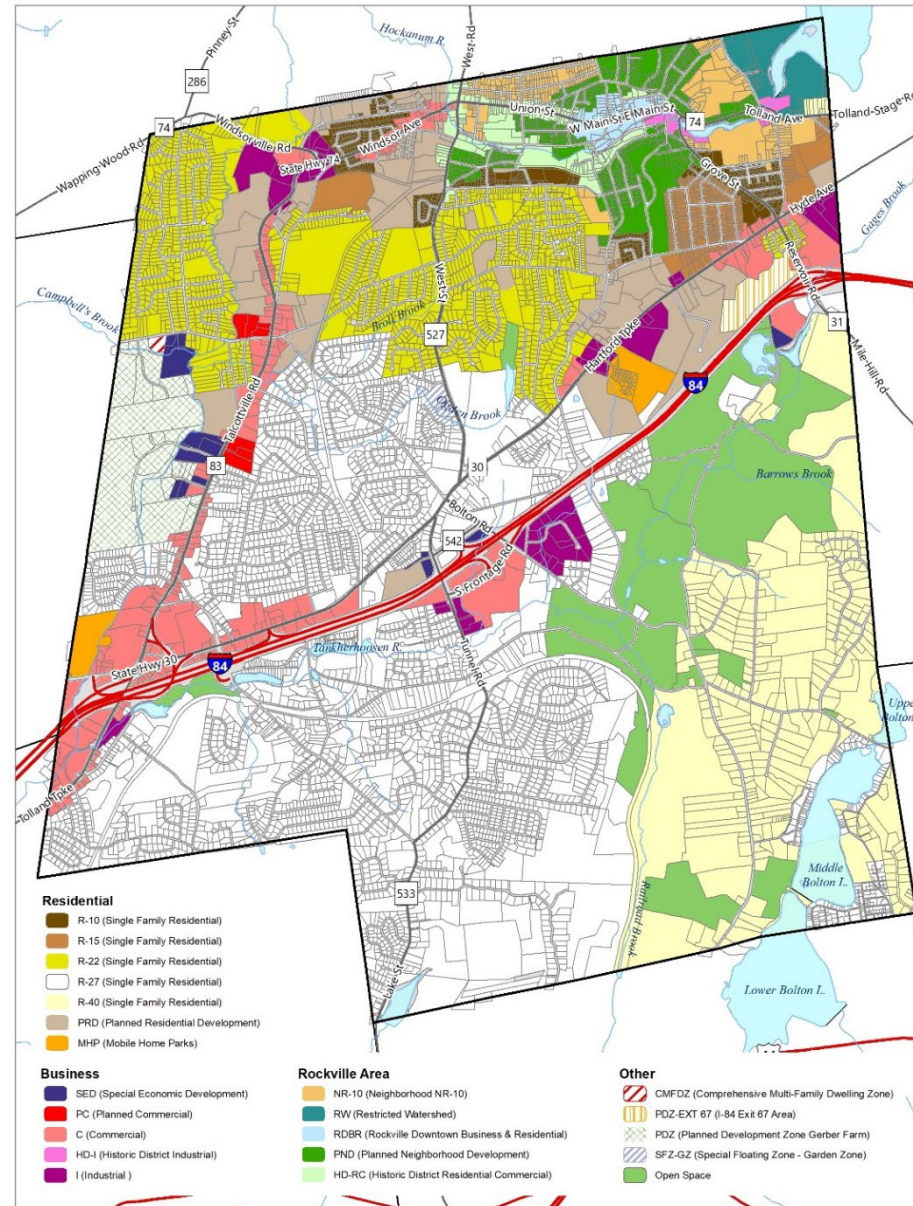 Hockanum R.
West-Rd
Pinney-St
286
74
Windsorville Rd
Wapping-Wood-Rd
State Hwy 74
Windsor Ave
Union-St
W Main St
E Main St
74
Tolland Ave
Tolland-Stage-Rd
Grove-St
Hyde Ave
Gages Brook
Reservoir-Rd
31
Mile-Hill-Rd
Campbell's Brook
Talcottville Rd
83
West-St
527
Broll Brook
Hartford Tpke
84
Ogden Brook
30
Bolton Rd
542
S-Frontage-Rd
Barrows Brook
State Hwy 30
84
Tankherhoosen R.
Tunnel-Rd
Tolland Tpke
Upper
Bolton
Middle
Bolton L.
Railroad Brook
533
Lake-St
Lower Bolton L.
Residential
R-10 (Single Family Residential)
R-15 (Single Family Residential)
R-22 (Single Family Residential)
R-27 (Single Family Residential)
R-40 (Single Family Residential)
PRD (Planned Residential Development)
MHP (Mobile Home Parks)
Business
SED (Special Economic Development)
PC (Planned Commercial)
C (Commercial)
HD-I (Historic District Industrial)
I (Industrial )
Rockville Area
NR-10 (Neighborhood NR-10)
RW (Restricted Watershed)
RDBR (Rockville Downtown Business & Residential)
PND (Planned Neighborhood Development)
HD-RC (Historic District Residential Commercial)
Other
CMFDZ (Comprehensive Multi-Family Dwelling Zone)
PDZ-EXT 67 (I-84 Exit 67 Area)
PDZ (Planned Development Zone Gerber Farm)
SFZ-GZ (Special Floating Zone - Garden Zone)
Open Space